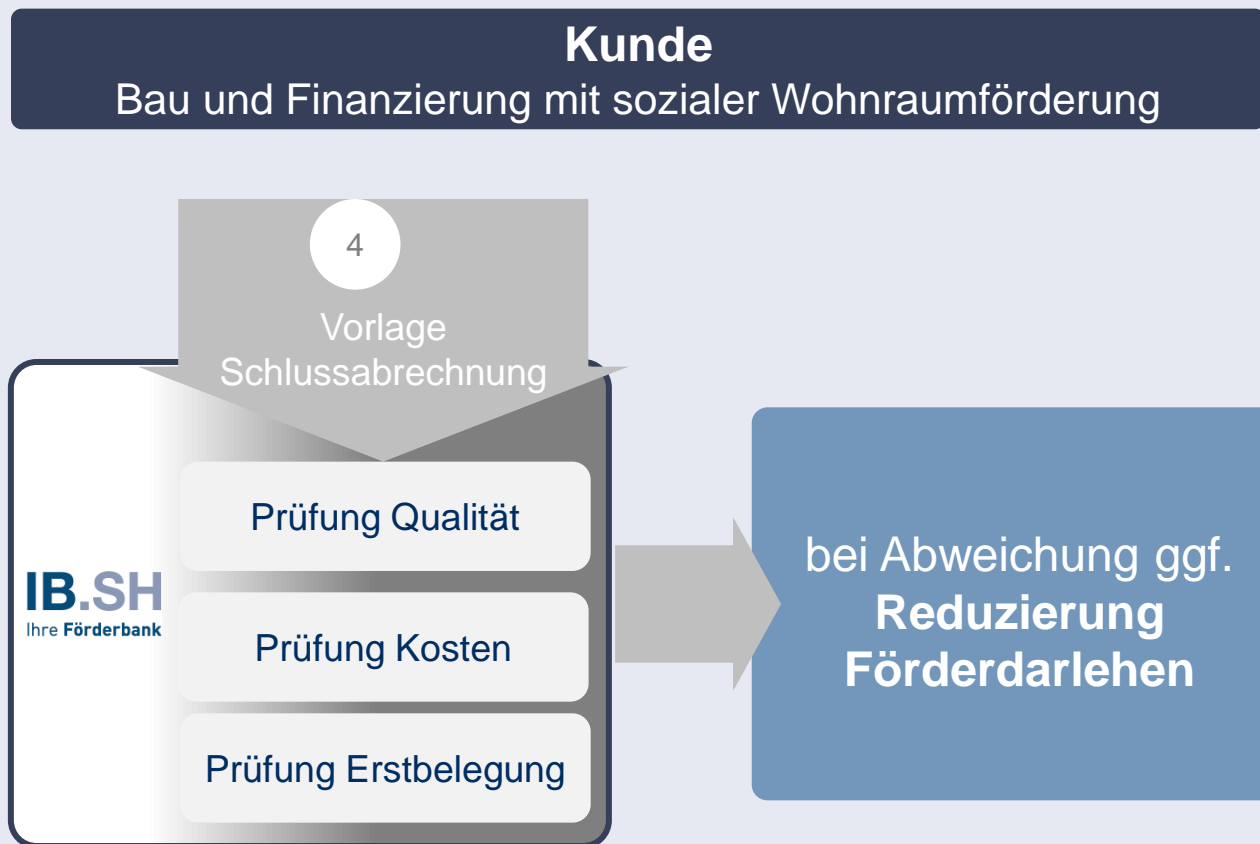 Kunde
Bau und Finanzierung mit sozialer Wohnraumförderung
4
Vorlage
Schlussabrechnung
IB.SH
Ihre Förderbank
Prüfung Qualität
Prüfung Kosten
Prüfung Erstbelegung
bei Abweichung ggf.
Reduzierung
Förderdarlehen